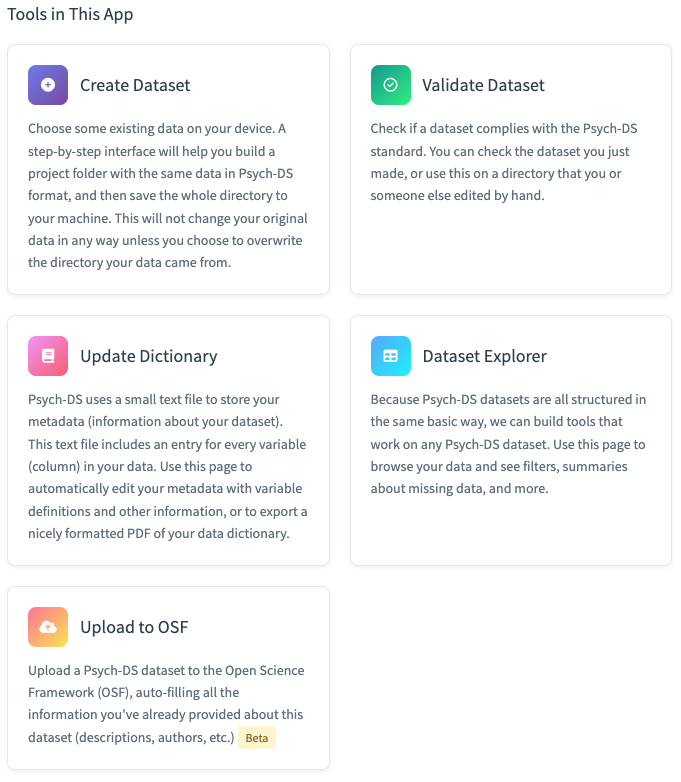 Tools in This App
Create Dataset
Choose some existing data on your device. A
step-by-step interface will help you build a
project folder with the same data in Psych-DS
format, and then save the whole directory to
your machine. This will not change your original
data in any way unless you choose to overwrite
the directory your data came from.
Validate Dataset
Check if a dataset complies with the Psych-DS
standard. You can check the dataset you just
made, or use this on a directory that you or
someone else edited by hand.
Update Dictionary
Psych-DS uses a small text file to store your
metadata (information about your dataset).
This text file includes an entry for every variable
(column) in your data. Use this page to
automatically edit your metadata with variable
definitions and other information, or to export a
nicely formatted PDF of your data dictionary.
Dataset Explorer
Because Psych-DS datasets are all structured in
the same basic way, we can build tools that
work on any Psych-DS dataset. Use this page to
browse your data and see filters, summaries
about missing data, and more.
Upload to OSF
Upload a Psych-DS dataset to the Open Science
Framework (OSF), auto-filling all the
information you've already provided about this
dataset (descriptions, authors, etc.) Beta